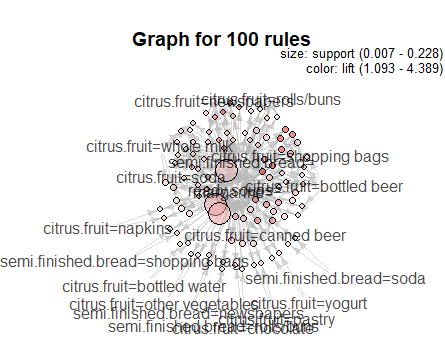 Graph for 100 rules
size: support (0.007 - 0.228)
color: lift (1.093 - 4.389)
citrus.fruit=newspapers
citrus.fruit=rolls/buns
citrus.fruit=whole milk
citrus.fruit=shopping bags
semi.finished.bread=
citrus.fruit=soda
citrus.fruit=bottled beer
margarine=
citrus.fruit=napkins
citrus.fruit=canned beer
semi.finished.bread=shopping bags
semi.finished.bread=soda
citrus.fruit=bottled water
citrus.fruit=other vegetables
citrus.fruit=yogurt
semi.finished.bread=newspapers
citrus.fruit=pastry
semi.finished.bread=rolls/buns
citrus.fruit=chocolate